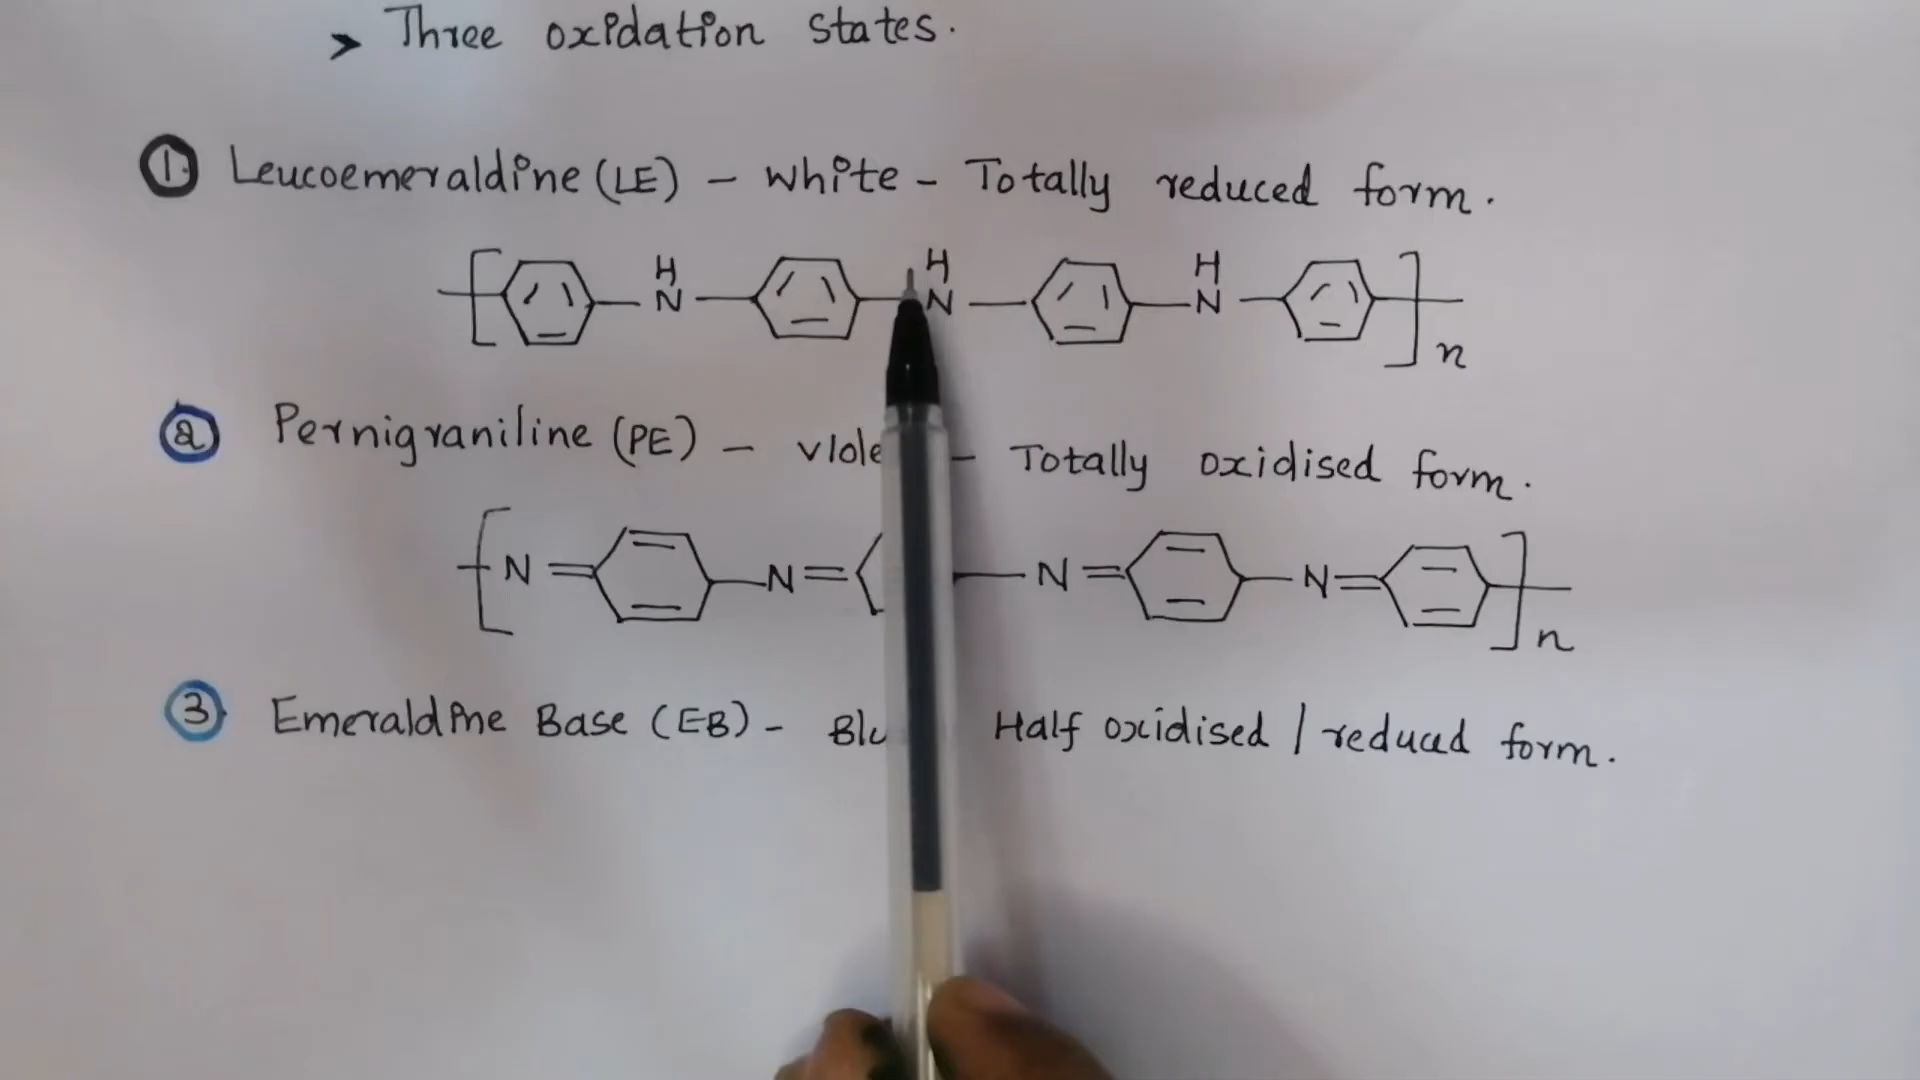 > Three oxidation states.
1. Leucoemeraldine (LE) - White - Totally reduced form.
H H H
N N N
n
2 Pernigraniline (PE) - - Totally oxidised form.
N N N N
n
3 Emeraldine Base (EB) - Half oxidised / reduced form.